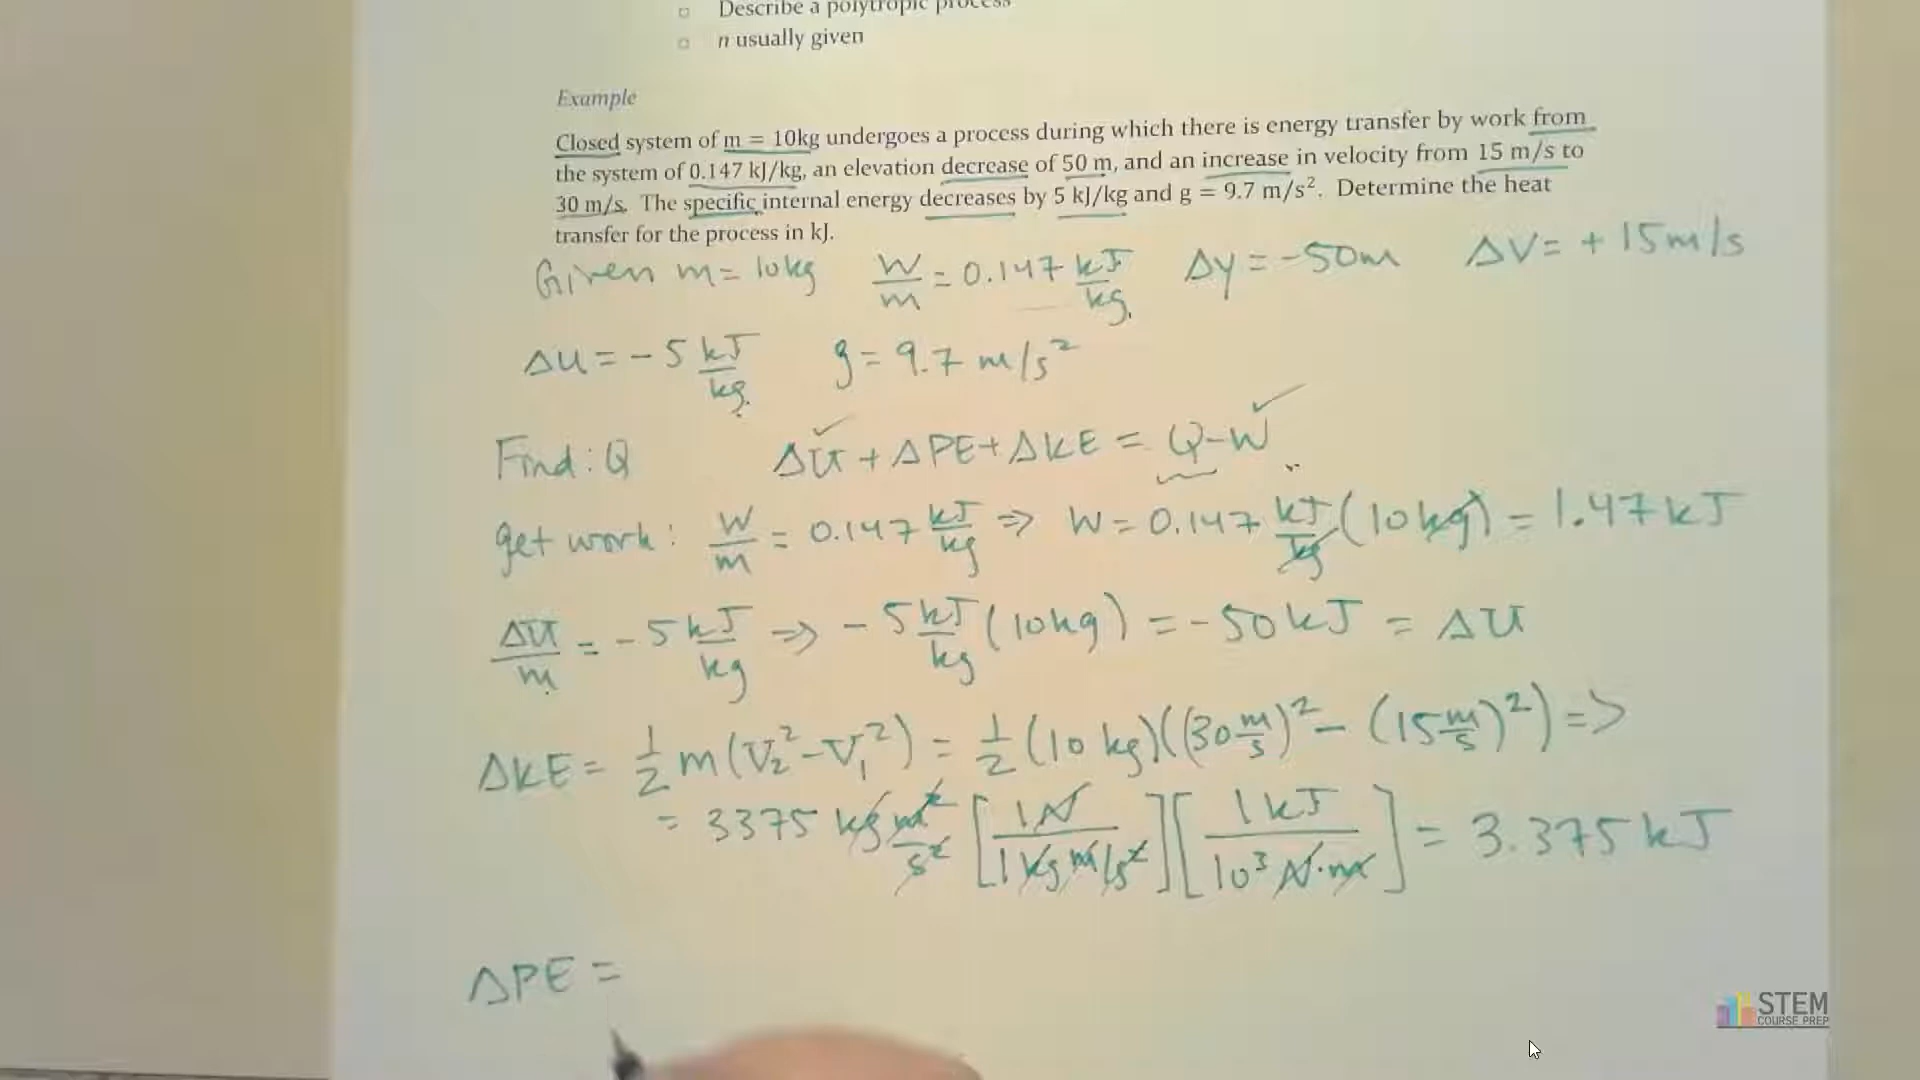 ▫ Describe a polytropic process
▫ n usually given
Example
Closed system of m = 10kg undergoes a process during which there is energy transfer by work from
the system of 0.147 kJ/kg, an elevation decrease of 50 m, and an increase in velocity from 15 m/s to
30 m/s. The specific internal energy decreases by 5 kJ/kg and g = 9.7 m/s². Determine the heat
transfer for the process in kJ.
Given m = 10kg W/m = 0.147 kJ/kg. Δy = -50m ΔV = + 15m/s
Δu = -5 kJ/kg. g = 9.7 m/s²
Find: Q ΔU + ΔPE + ΔKE = Q-W
get work: W/m = 0.147 kJ/kg ⇒ W = 0.147 kJ/kg (10kg) = 1.47 kJ
ΔU/m = -5 kJ/kg ⇒ -5 kJ/kg (10kg) = -50 kJ = ΔU
ΔKE = 1/2 m(V₂² - V₁²) = 1/2 (10 kg)((30 m/s)² - (15 m/s)²) =>
= 3375 kg m²/s² [1N / 1 kg m/s²] [1 kJ / 10³ N·m] = 3.375 kJ
ΔPE =
STEM
COURSE PREP